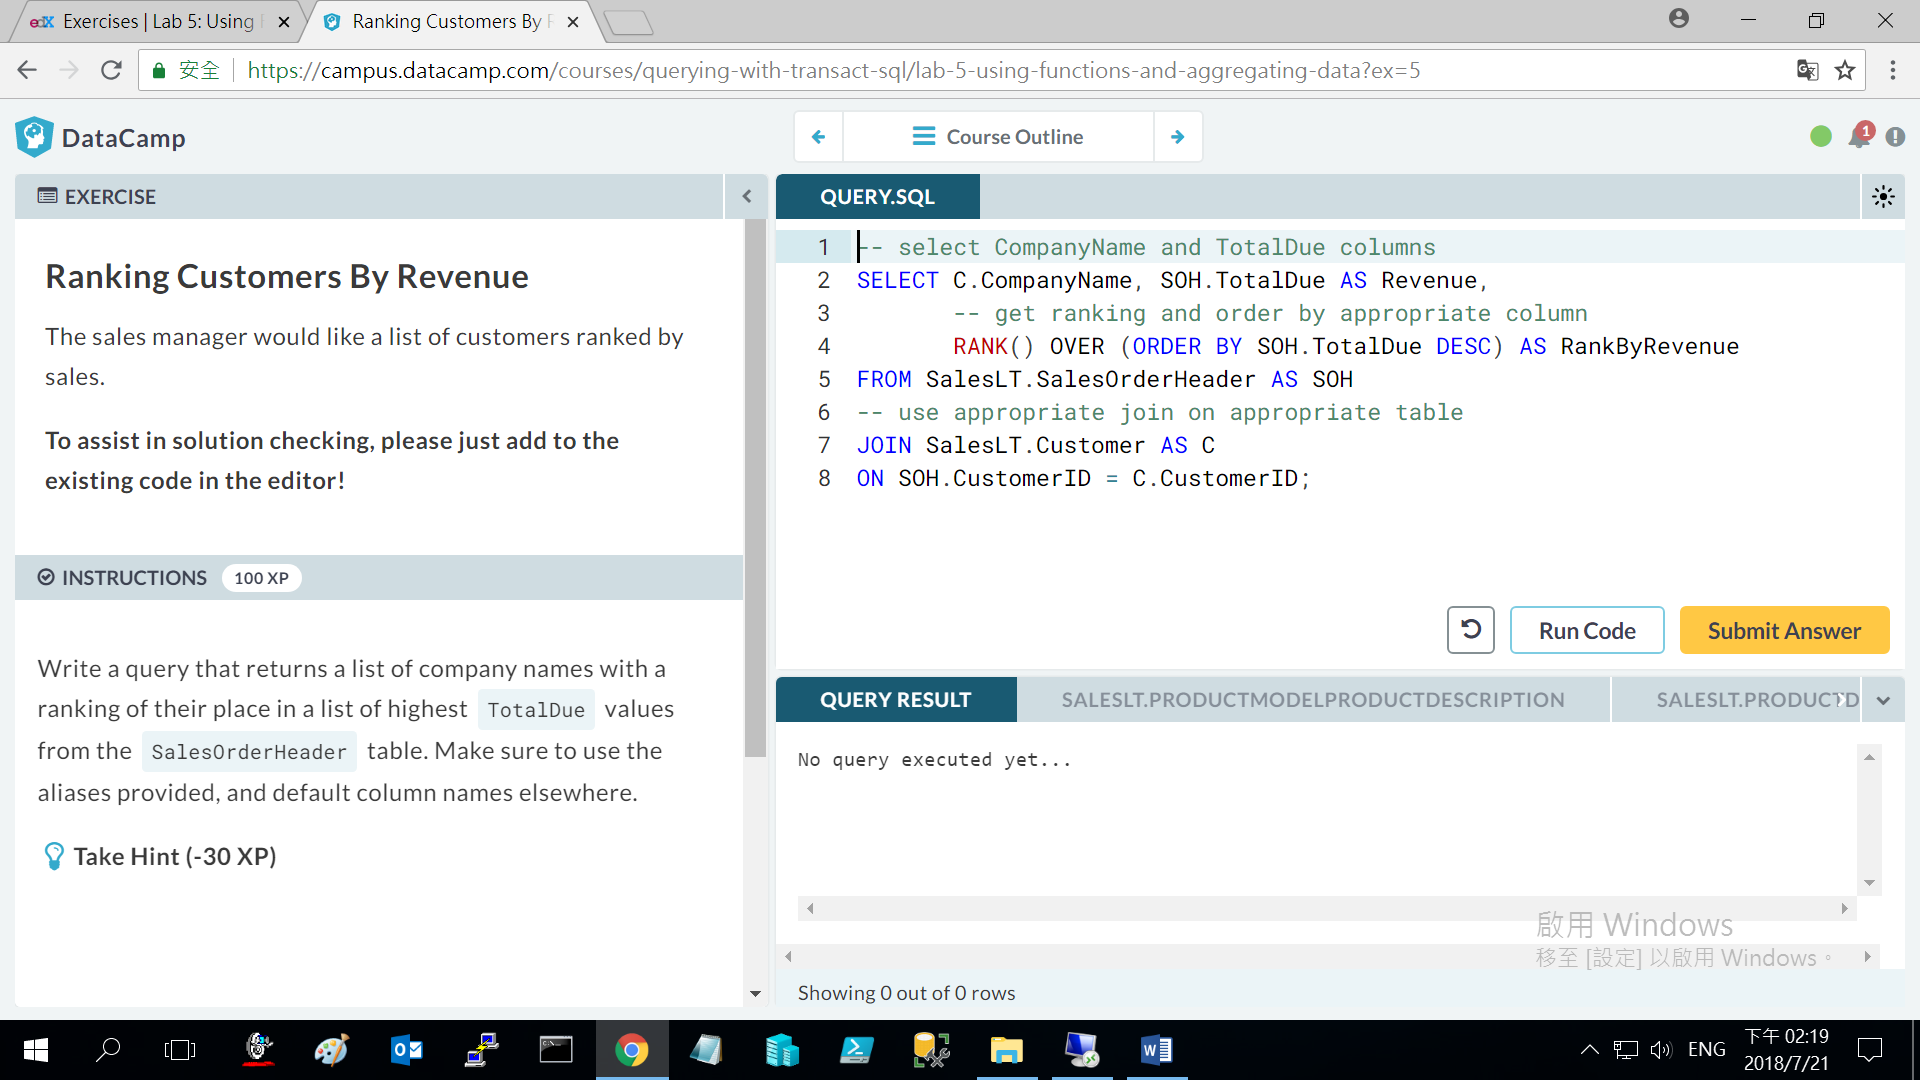 edX Exercises | Lab 5: Using
Ranking Customers By
安全
https://campus.datacamp.com/courses/querying-with-transact-sql/lab-5-using-functions-and-aggregating-data?ex=5
DataCamp
Course Outline
1
EXERCISE
Ranking Customers By Revenue
The sales manager would like a list of customers ranked by
sales.
To assist in solution checking, please just add to the
existing code in the editor!
INSTRUCTIONS 100 XP
Write a query that returns a list of company names with a
ranking of their place in a list of highest TotalDue values
from the SalesOrderHeader table. Make sure to use the
aliases provided, and default column names elsewhere.
Take Hint (-30 XP)
QUERY.SQL
1 -- select CompanyName and TotalDue columns
2 SELECT C.CompanyName, SOH.TotalDue AS Revenue,
3 -- get ranking and order by appropriate column
4 RANK() OVER (ORDER BY SOH.TotalDue DESC) AS RankByRevenue
5 FROM SalesLT.SalesOrderHeader AS SOH
6 -- use appropriate join on appropriate table
7 JOIN SalesLT.Customer AS C
8 ON SOH.CustomerID = C.CustomerID;
Run Code
Submit Answer
QUERY RESULT
SALESLT.PRODUCTMODELPRODUCTDESCRIPTION
SALESLT.PRODUCTD
No query executed yet...
啟用 Windows
移至 [設定] 以啟用 Windows。
Showing 0 out of 0 rows
ENG
下午 02:19
2018/7/21